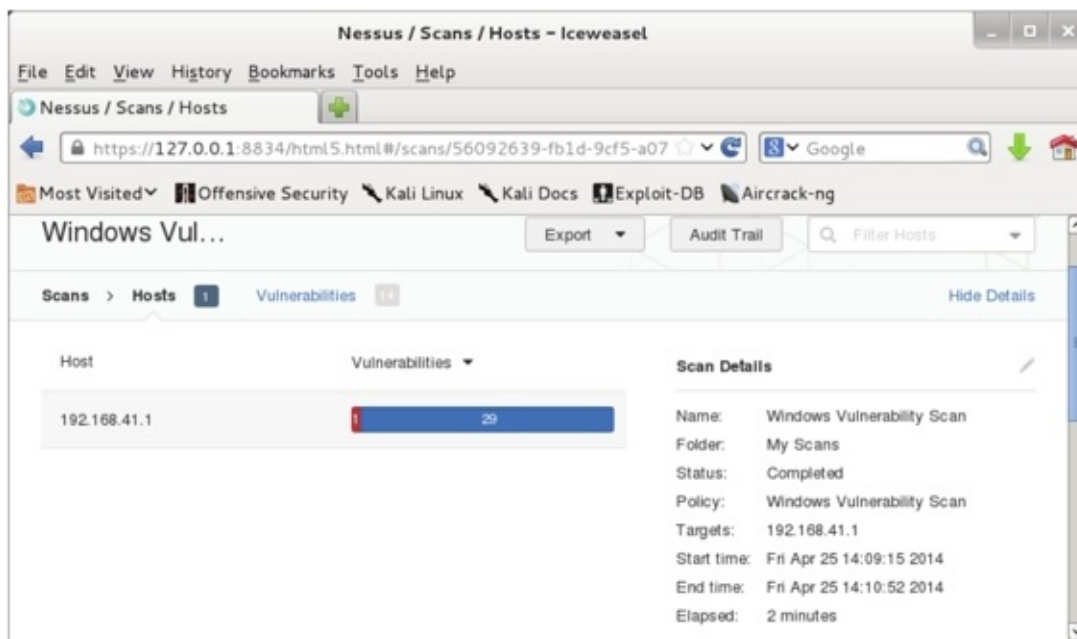 Nessus / Scans / Hosts - Iceweasel
File Edit View History Bookmarks Tools Help
Nessus / Scans / Hosts
https://127.0.0.1:8834/html5.html#/scans/56092639-fb1d-9cf5-a07
Google
Most Visited
Offensive Security
Kali Linux
Kali Docs
Exploit-DB
Aircrack-ng
Windows Vul...
Export
Audit Trail
Filter Hosts
Scans > Hosts 1
Vulnerabilities 14
Hide Details
Host
Vulnerabilities
192.168.41.1
1
29
Scan Details
Name: Windows Vulnerability Scan
Folder: My Scans
Status: Completed
Policy: Windows Vulnerability Scan
Targets: 192.168.41.1
Start time: Fri Apr 25 14:09:15 2014
End time: Fri Apr 25 14:10:52 2014
Elapsed: 2 minutes